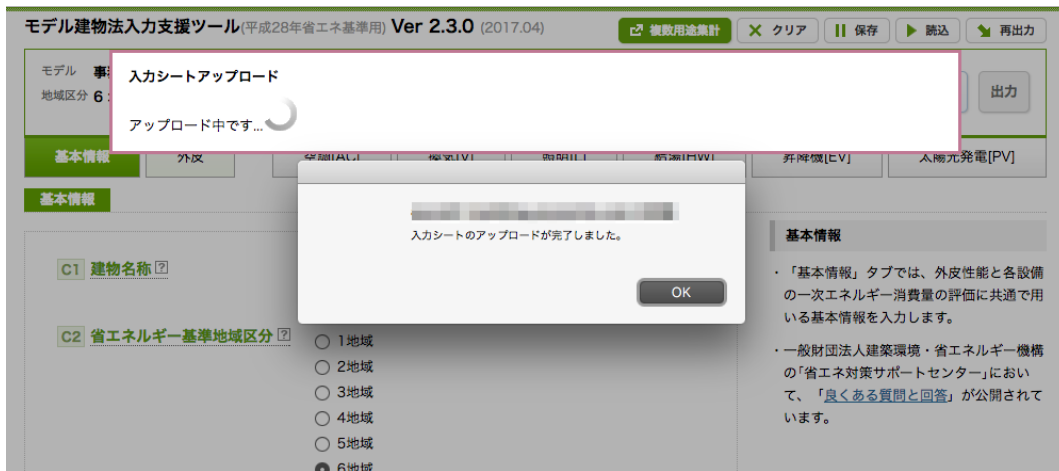 モデル建物法入力支援ツール(平成28年省エネ基準用) Ver 2.3.0 (2017.04)
複数用途集計 クリア 保存 読込 再出力
モデル
地域区分 6
出力
入力シートアップロード
アップロード中です...
基本情報 外皮 空調[AC] 換気[V] 照明[L] 給湯[HW] 昇降機[EV] 太陽光発電[PV]
基本情報
入力シートのアップロードが完了しました。
OK
C1 建物名称 ?
C2 省エネルギー基準地域区分 ?
1地域
2地域
3地域
4地域
5地域
6地域
基本情報
・「基本情報」タブでは、外皮性能と各設備
の一次エネルギー消費量の評価に共通で用
いる基本情報を入力します。
・一般財団法人建築環境・省エネルギー機構
の「省エネ対策サポートセンター」におい
て、「良くある質問と回答」が公開されて
います。